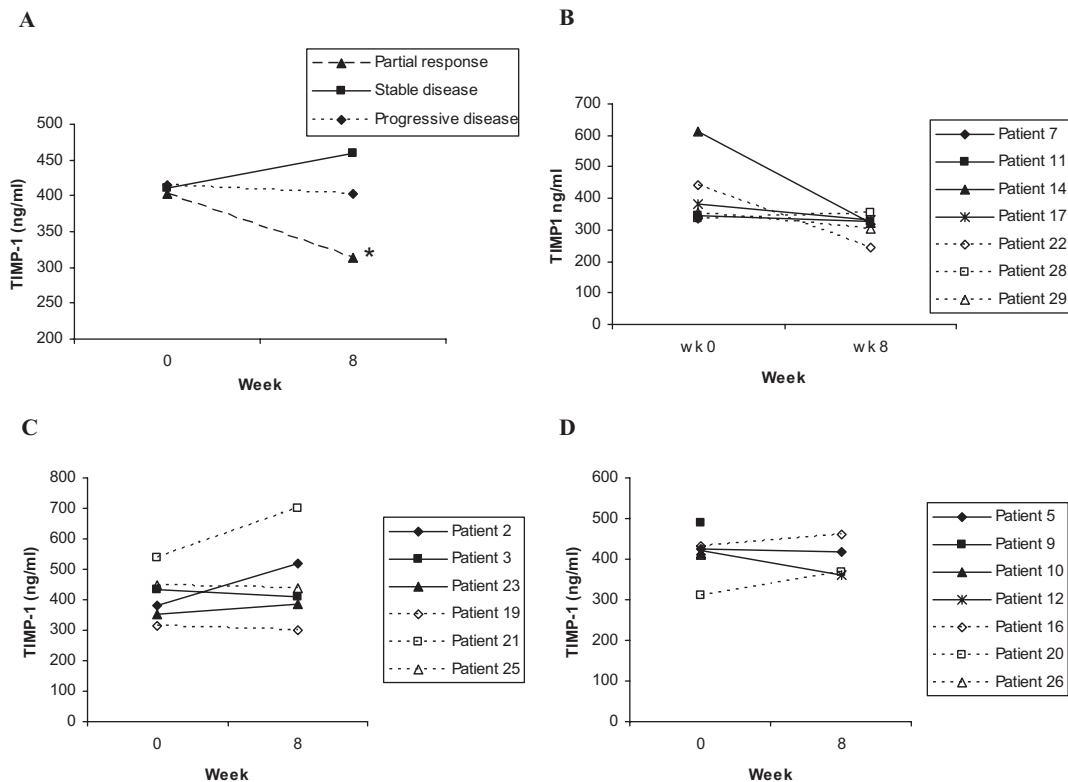 A
Partial response
Stable disease
Progressive disease
500
450
400
350
300
250
200
TIMP-1 (ng/ml)
*
0
8
Week
B
700
600
500
400
300
200
100
0
TIMP1 ng/ml
wk 0
wk 8
Week
Patient 7
Patient 11
Patient 14
Patient 17
Patient 22
Patient 28
Patient 29
C
800
700
600
500
400
300
200
100
0
TIMP-1 (ng/ml)
0
8
Week
Patient 2
Patient 3
Patient 23
Patient 19
Patient 21
Patient 25
D
600
500
400
300
200
100
0
TIMP-1 (ng/ml)
0
8
Week
Patient 5
Patient 9
Patient 10
Patient 12
Patient 16
Patient 20
Patient 26